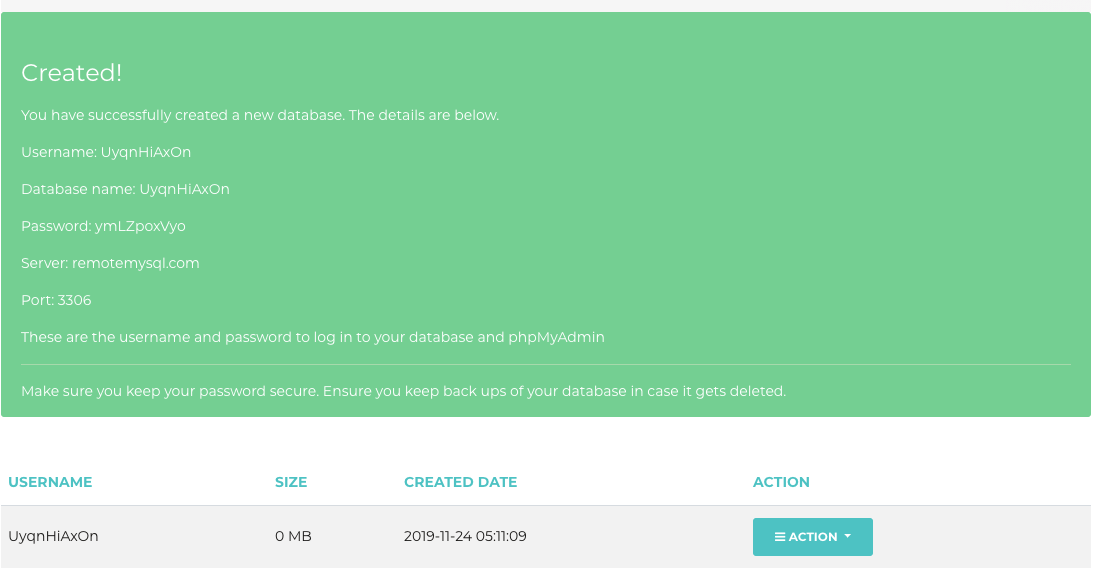 Created!
You have successfully created a new database. The details are below.
Username: UyqnHiAxOn
Database name: UyqnHiAxOn
Password: ymLZpoxVyo
Server: remotemysql.com
Port: 3306
These are the username and password to log in to your database and phpMyAdmin
Make sure you keep your password secure. Ensure you keep back ups of your database in case it gets deleted.
USERNAME SIZE CREATED DATE ACTION
UyqnHiAxOn 0 MB 2019-11-24 05:11:09 ACTION